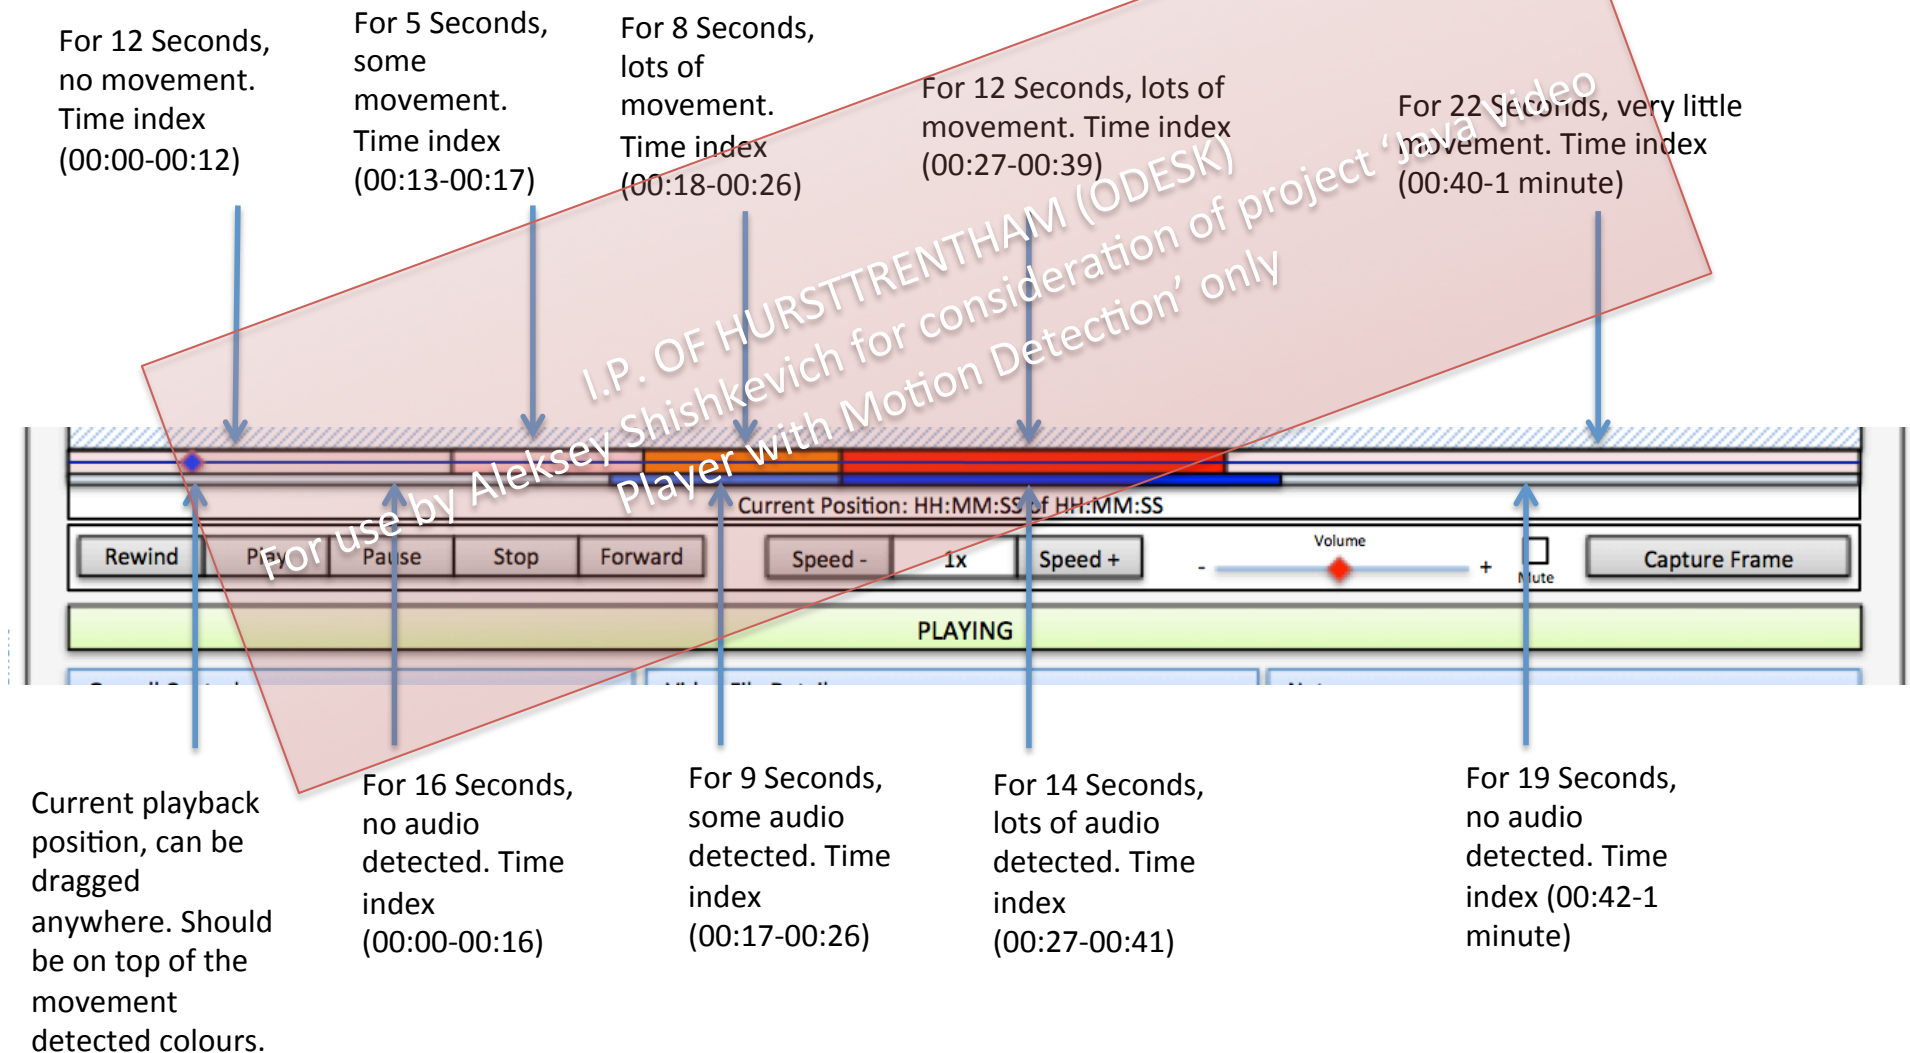 For 12 Seconds,
no movement.
Time index
(00:00-00:12)
For 5 Seconds,
some
movement.
Time index
(00:13-00:17)
For 8 Seconds,
lots of
movement.
Time index
(00:18-00:26)
For 12 Seconds, lots of
movement. Time index
(00:27-00:39)
For 22 Seconds, very little
movement. Time index
(00:40-1 minute)
I.P. OF HURSTTRENTHAM (ODESK)
For use by Aleksey Shishkevich for consideration of project ‘Java Video
Player with Motion Detection’ only
Current Position: HH:MM:SS of HH:MM:SS
Rewind Play Pause Stop Forward Speed - 1x Speed + Volume - + Mute Capture Frame
PLAYING
Current playback
position, can be
dragged
anywhere. Should
be on top of the
movement
detected colours.
For 16 Seconds,
no audio
detected. Time
index
(00:00-00:16)
For 9 Seconds,
some audio
detected. Time
index
(00:17-00:26)
For 14 Seconds,
lots of audio
detected. Time
index
(00:27-00:41)
For 19 Seconds,
no audio
detected. Time
index (00:42-1
minute)